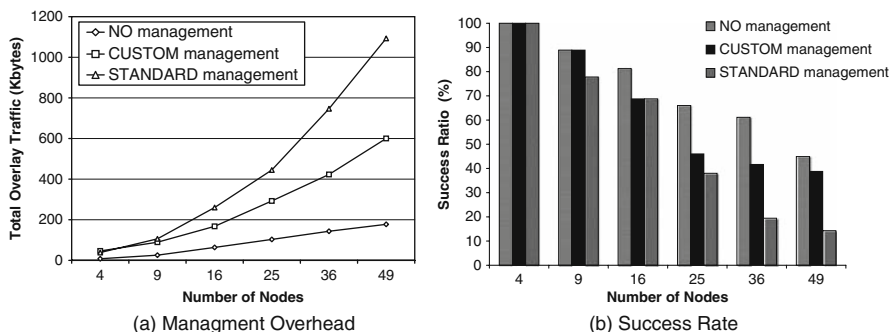 Total Overlay Traffic (Kbytes)
1200
1000
800
600
400
200
0
NO management
CUSTOM management
STANDARD management
4 9 16 25 36 49
Number of Nodes
(a) Managment Overhead
Success Ratio (%)
100
90
80
70
60
50
40
30
20
10
0
NO management
CUSTOM management
STANDARD management
4 9 16 25 36 49
Number of Nodes
(b) Success Rate